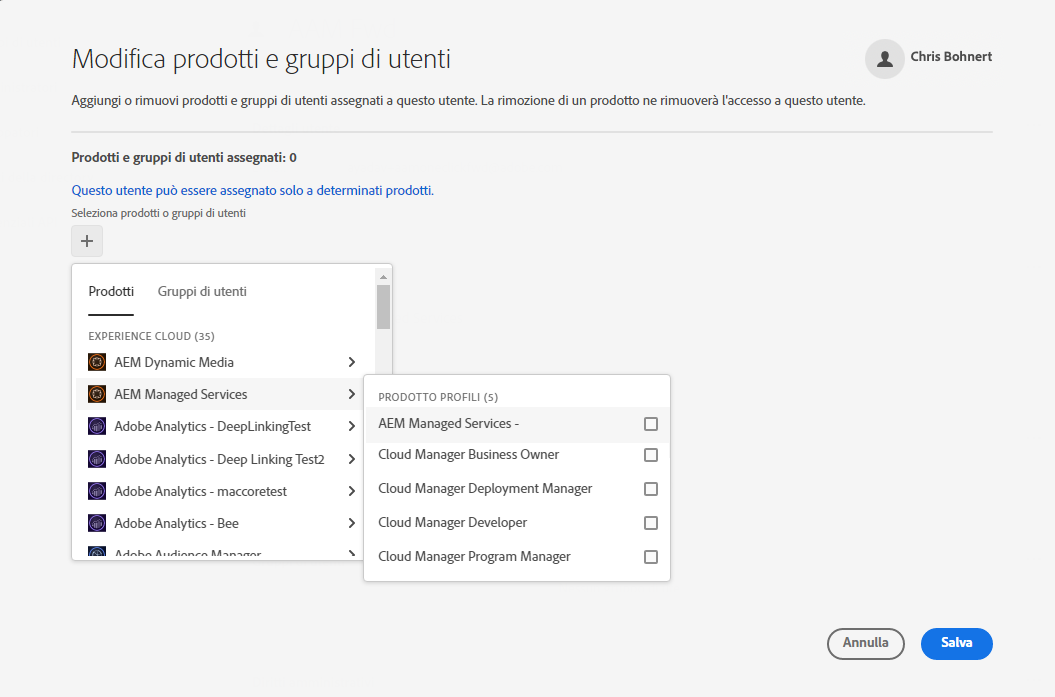 Modifica prodotti e gruppi di utenti
Chris Bohnert
Aggiungi o rimuovi prodotti e gruppi di utenti assegnati a questo utente. La rimozione di un prodotto ne rimuoverà l'accesso a questo utente.
Prodotti e gruppi di utenti assegnati: 0
Questo utente può essere assegnato solo a determinati prodotti.
Seleziona prodotti o gruppi di utenti
+
Prodotti
Gruppi di utenti
EXPERIENCE CLOUD (35)
AEM Dynamic Media
AEM Managed Services
Adobe Analytics - DeepLinkingTest
Adobe Analytics - Deep Linking Test2
Adobe Analytics - maccoretest
Adobe Analytics - Bee
Adobe Audience Manager
PRODOTTO PROFILI (5)
AEM Managed Services -
Cloud Manager Business Owner
Cloud Manager Deployment Manager
Cloud Manager Developer
Cloud Manager Program Manager
Annulla
Salva